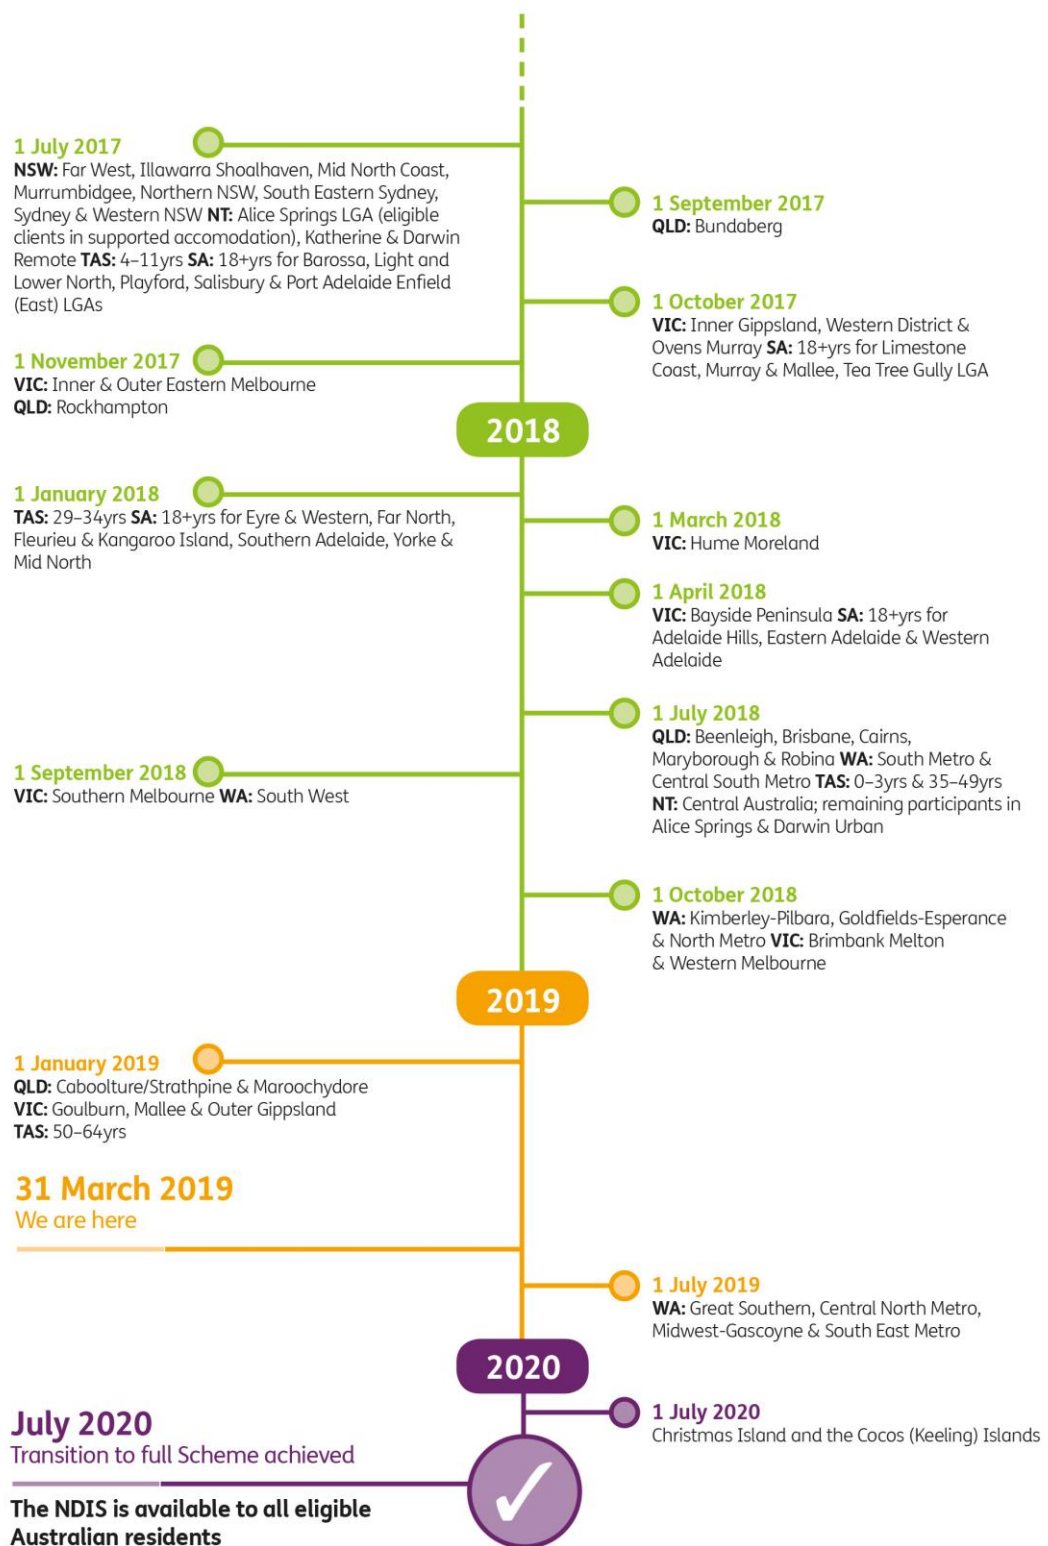 1 July 2017
NSW: Far West, Illawarra Shoalhaven, Mid North Coast,
Murrumbidgee, Northern NSW, South Eastern Sydney,
Sydney & Western NSW NT: Alice Springs LGA (eligible
clients in supported accomodation), Katherine & Darwin
Remote TAS: 4–11yrs SA: 18+yrs for Barossa, Light and
Lower North, Playford, Salisbury & Port Adelaide Enfield
(East) LGAs
1 September 2017
QLD: Bundaberg
1 October 2017
VIC: Inner Gippsland, Western District &
Ovens Murray SA: 18+yrs for Limestone
Coast, Murray & Mallee, Tea Tree Gully LGA
1 November 2017
VIC: Inner & Outer Eastern Melbourne
QLD: Rockhampton
2018
1 January 2018
TAS: 29–34yrs SA: 18+yrs for Eyre & Western, Far North,
Fleurieu & Kangaroo Island, Southern Adelaide, Yorke &
Mid North
1 March 2018
VIC: Hume Moreland
1 April 2018
VIC: Bayside Peninsula SA: 18+yrs for
Adelaide Hills, Eastern Adelaide & Western
Adelaide
1 July 2018
QLD: Beenleigh, Brisbane, Cairns,
Maryborough & Robina WA: South Metro &
Central South Metro TAS: 0–3yrs & 35–49yrs
NT: Central Australia; remaining participants in
Alice Springs & Darwin Urban
1 September 2018
VIC: Southern Melbourne WA: South West
1 October 2018
WA: Kimberley-Pilbara, Goldfields-Esperance
& North Metro VIC: Brimbank Melton
& Western Melbourne
2019
1 January 2019
QLD: Caboolture/Strathpine & Maroochydore
VIC: Goulburn, Mallee & Outer Gippsland
TAS: 50–64yrs
31 March 2019
We are here
1 July 2019
WA: Great Southern, Central North Metro,
Midwest-Gascoyne & South East Metro
2020
1 July 2020
Christmas Island and the Cocos (Keeling) Islands
July 2020
Transition to full Scheme achieved
The NDIS is available to all eligible
Australian residents